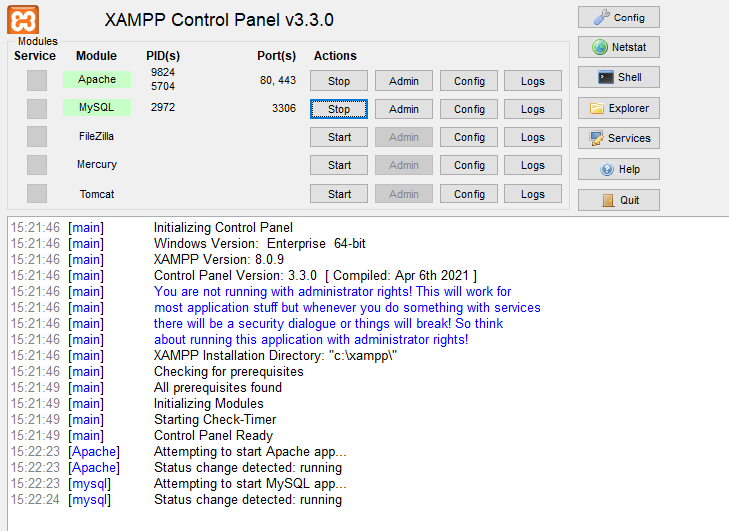 XAMPP Control Panel v3.3.0
Config
Modules
Service Module PID(s) Port(s) Actions
Netstat
Apache 9824 5704 80, 443 Stop Admin Config Logs
Shell
MySQL 2972 3306 Stop Admin Config Logs
Explorer
FileZilla Start Admin Config Logs
Services
Mercury Start Admin Config Logs
Help
Tomcat Start Admin Config Logs
Quit
15:21:46 [main] Initializing Control Panel
15:21:46 [main] Windows Version: Enterprise 64-bit
15:21:46 [main] XAMPP Version: 8.0.9
15:21:46 [main] Control Panel Version: 3.3.0 [ Compiled: Apr 6th 2021 ]
15:21:46 [main] You are not running with administrator rights! This will work for
15:21:46 [main] most application stuff but whenever you do something with services
15:21:46 [main] there will be a security dialogue or things will break! So think
15:21:46 [main] about running this application with administrator rights!
15:21:46 [main] XAMPP Installation Directory: "c:\xampp\"
15:21:46 [main] Checking for prerequisites
15:21:49 [main] All prerequisites found
15:21:49 [main] Initializing Modules
15:21:49 [main] Starting Check-Timer
15:21:49 [main] Control Panel Ready
15:22:23 [Apache] Attempting to start Apache app...
15:22:23 [Apache] Status change detected: running
15:22:23 [mysql] Attempting to start MySQL app...
15:22:24 [mysql] Status change detected: running